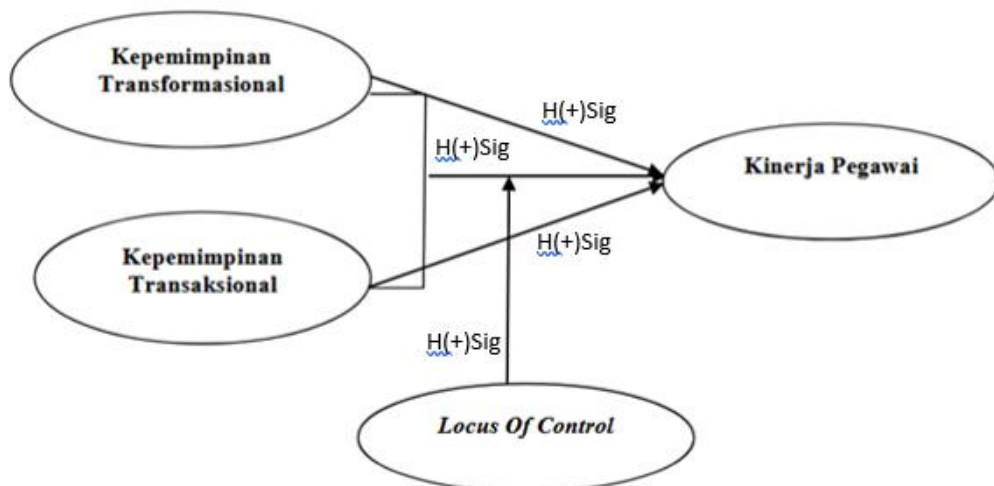 Kepemimpinan
Transformasional
H(+)Sig
H(+)Sig
Kinerja Pegawai
H(+)Sig
Kepemimpinan
Transaksional
H(+)Sig
Locus Of Control